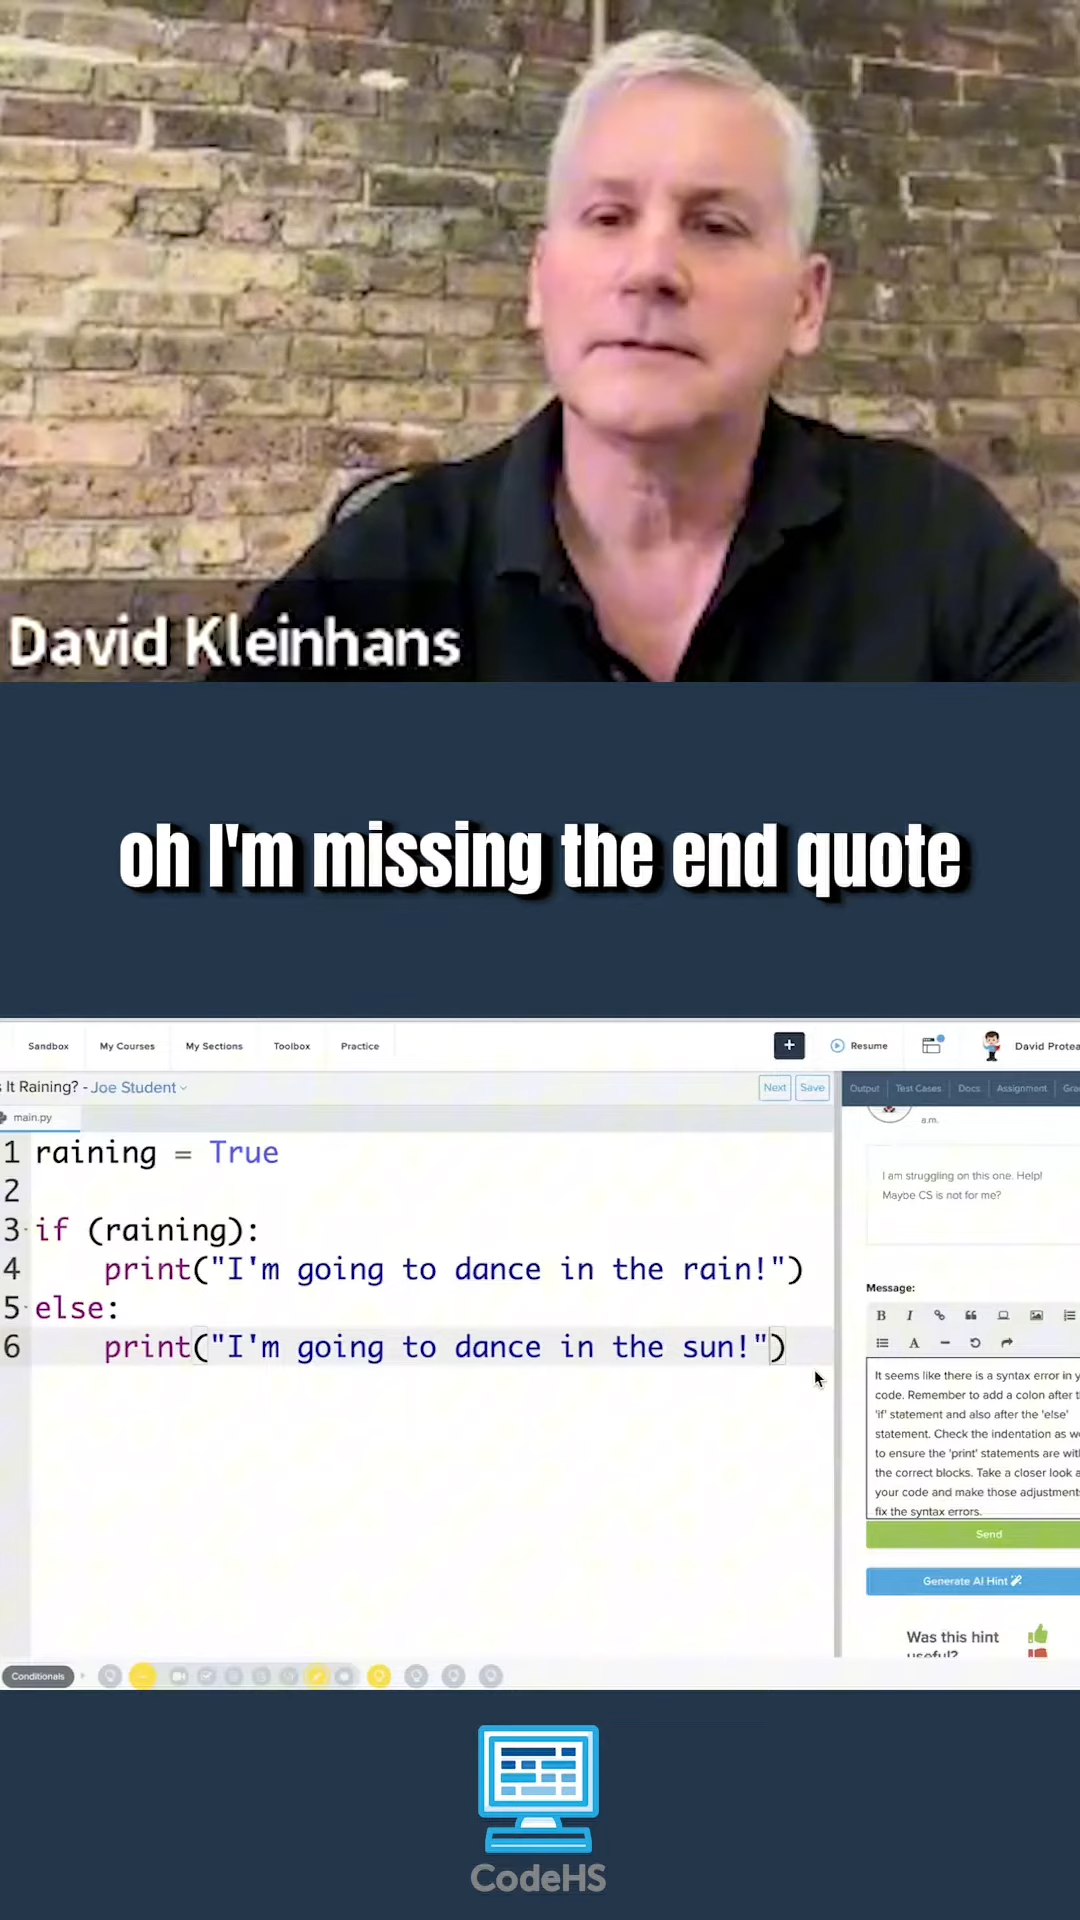 David Kleinhans
oh I'm missing the end quote
Sandbox
My Courses
My Sections
Toolbox
Practice
+
Resume
David Protea
s It Raining? - Joe Student
Next
Save
Output
Test Cases
Docs
Assignment
Gra
main.py
a.m.
1 raining = True
2
3 if (raining):
4 print("I'm going to dance in the rain!")
5 else:
6 print("I'm going to dance in the sun!")
I am struggling on this one. Help!
Maybe CS is not for me?
Message:
B I
A
It seems like there is a syntax error in y
code. Remember to add a colon after t
'if' statement and also after the 'else'
statement. Check the indentation as w
to ensure the 'print' statements are wit
the correct blocks. Take a closer look a
your code and make those adjustments
fix the syntax errors.
Send
Generate AI Hint
Was this hint
useful?
Conditionals
CodeHS